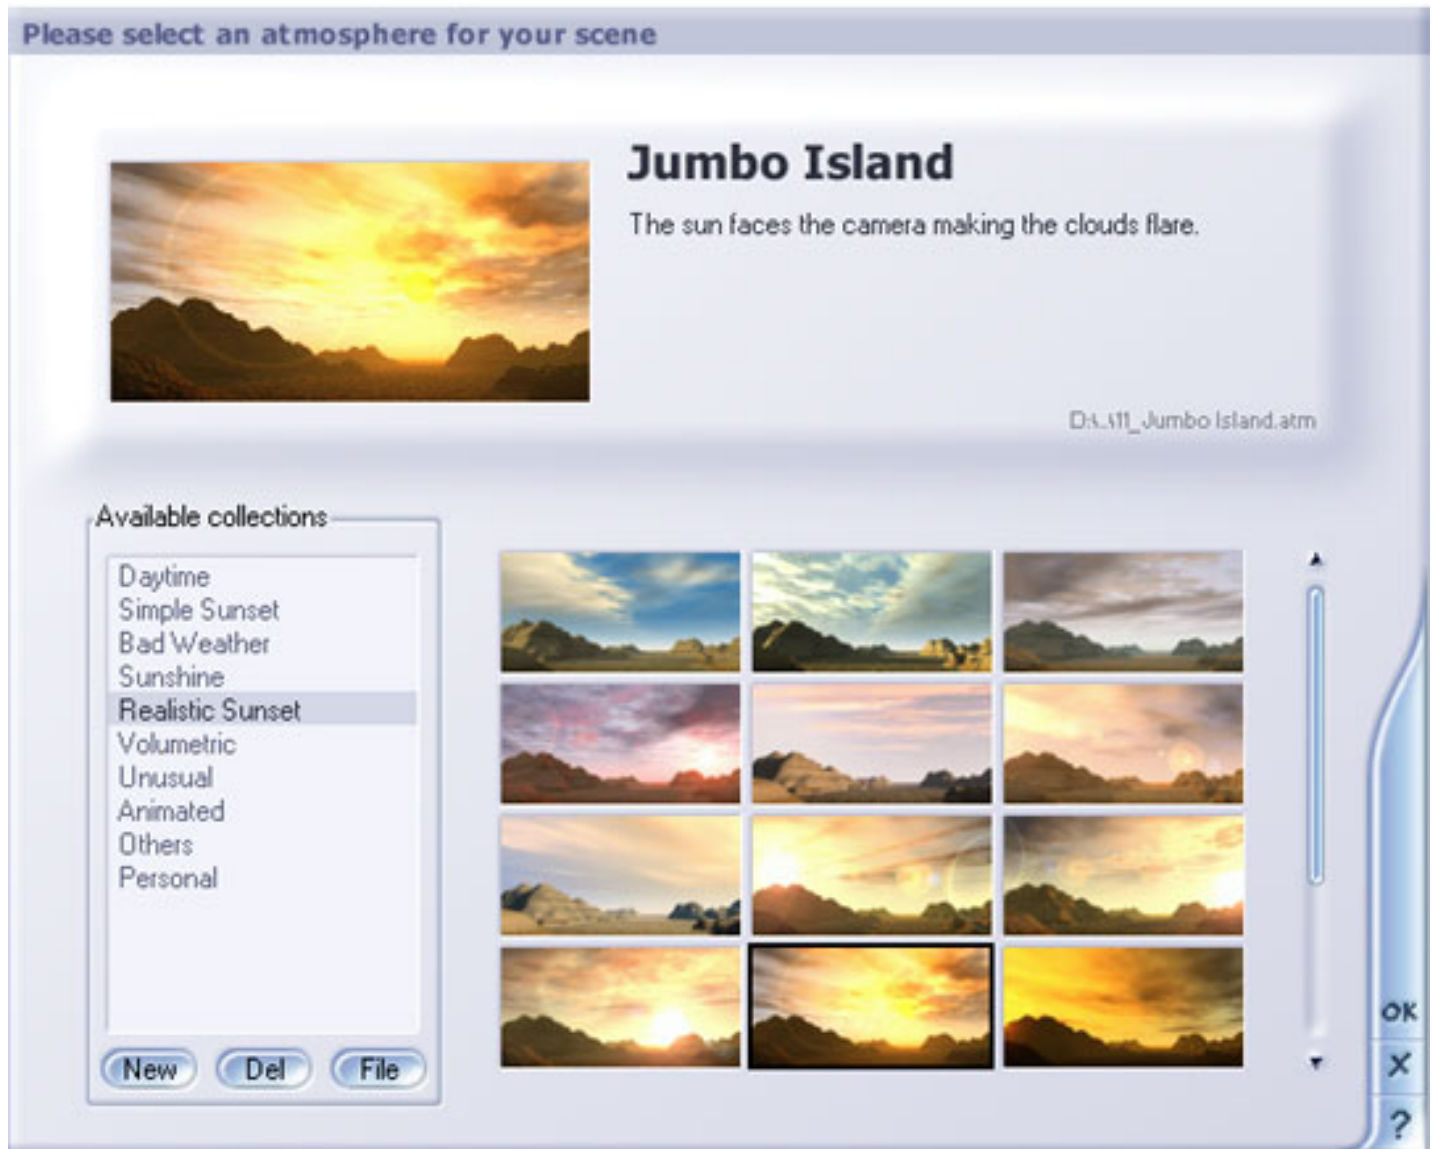 Please select an atmosphere for your scene
Jumbo Island
The sun faces the camera making the clouds flare.
D:\..\11_Jumbo Island.atm
Available collections
Daytime
Simple Sunset
Bad Weather
Sunshine
Realistic Sunset
Volumetric
Unusual
Animated
Others
Personal
New Del File
OK
X
?